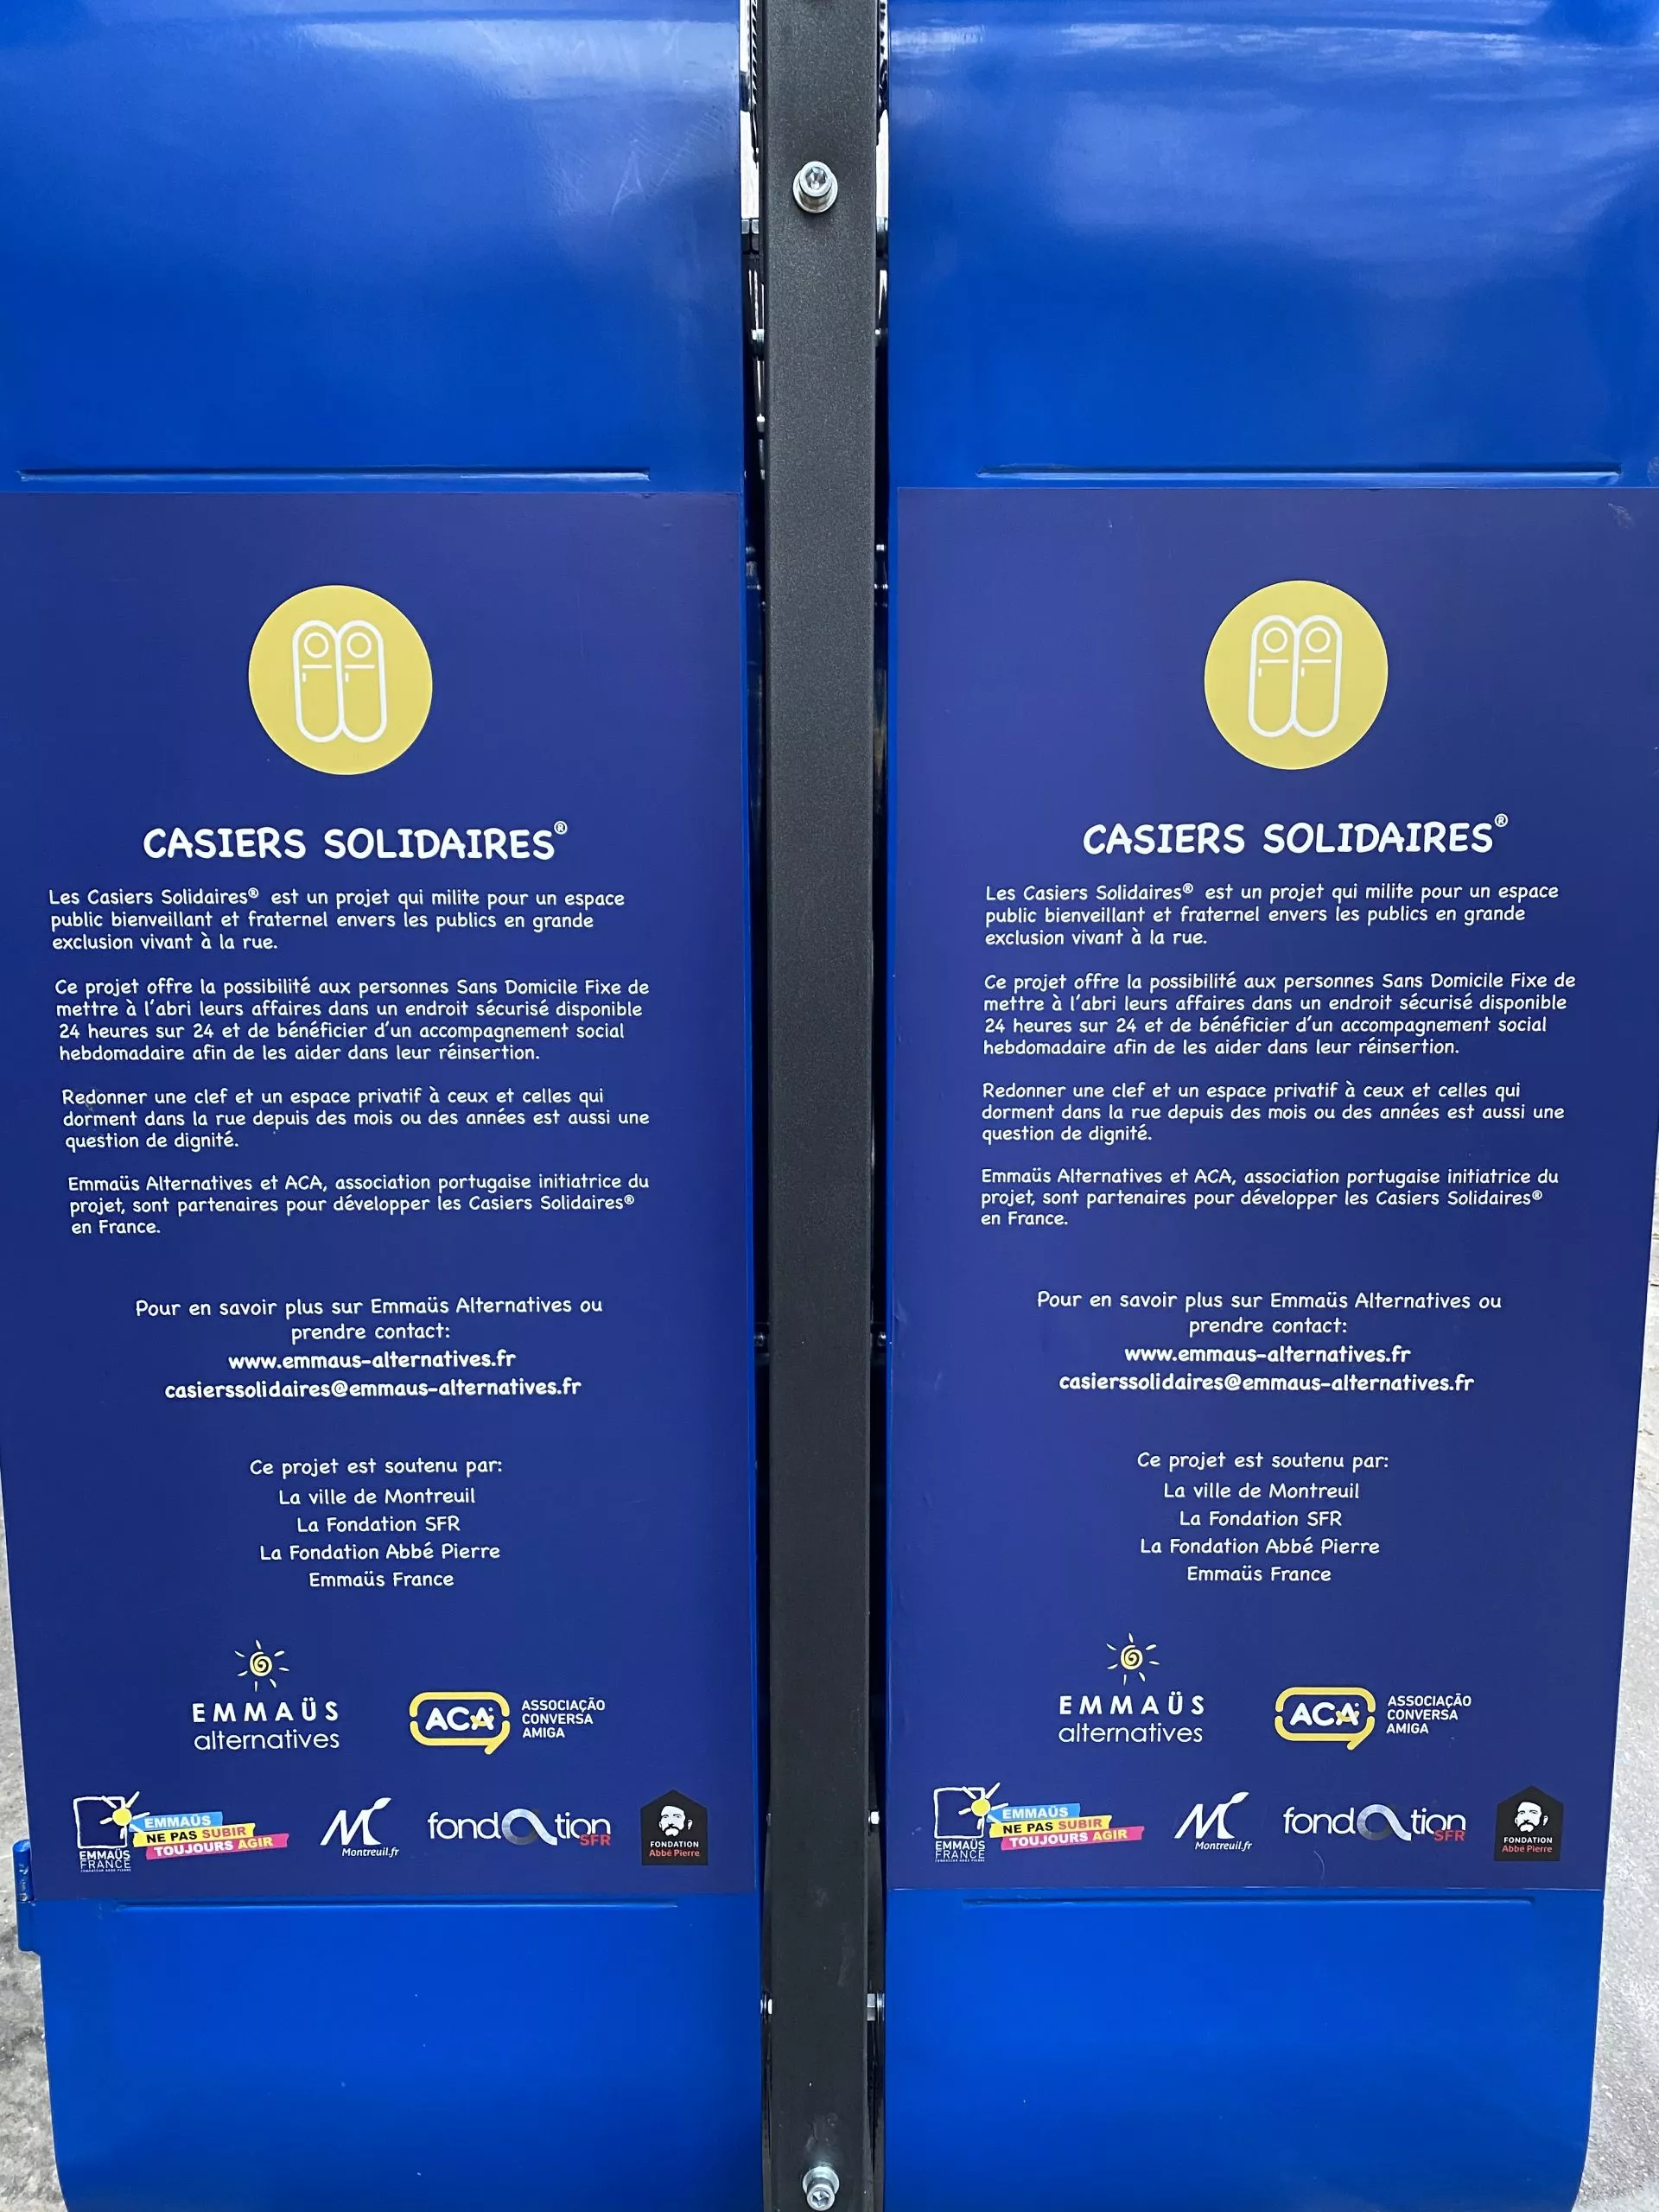 CASIERS SOLIDAIRES®
Les Casiers Solidaires® est un projet qui milite pour un espace
public bienveillant et fraternel envers les publics en grande
exclusion vivant à la rue.
Ce projet offre la possibilité aux personnes Sans Domicile Fixe de
mettre à l'abri leurs affaires dans un endroit sécurisé disponible
24 heures sur 24 et de bénéficier d'un accompagnement social
hebdomadaire afin de les aider dans leur réinsertion.
Redonner une clef et un espace privatif à ceux et celles qui
dorment dans la rue depuis des mois ou des années est aussi une
question de dignité.
Emmaüs Alternatives et ACA, association portugaise initiatrice du
projet, sont partenaires pour développer les Casiers Solidaires®
en France.
Pour en savoir plus sur Emmaüs Alternatives ou
prendre contact:
www.emmaus-alternatives.fr
casierssolidaires@emmaus-alternatives.fr
Ce projet est soutenu par:
La ville de Montreuil
La Fondation SFR
La Fondation Abbé Pierre
Emmaüs France
EMMAÜS
alternatives
ACA
ASSOCIAÇÃO
CONVERSA
AMIGA
EMMAÜS
FRANCE
EMMAÜS
NE PAS SUBIR
TOUJOURS AGIR
M
Montreuil.fr
fondation
SFR
FONDATION
Abbé Pierre
CASIERS SOLIDAIRES®
Les Casiers Solidaires® est un projet qui milite pour un espace
public bienveillant et fraternel envers les publics en grande
exclusion vivant à la rue.
Ce projet offre la possibilité aux personnes Sans Domicile Fixe de
mettre à l'abri leurs affaires dans un endroit sécurisé disponible
24 heures sur 24 et de bénéficier d'un accompagnement social
hebdomadaire afin de les aider dans leur réinsertion.
Redonner une clef et un espace privatif à ceux et celles qui
dorment dans la rue depuis des mois ou des années est aussi une
question de dignité.
Emmaüs Alternatives et ACA, association portugaise initiatrice du
projet, sont partenaires pour développer les Casiers Solidaires®
en France.
Pour en savoir plus sur Emmaüs Alternatives ou
prendre contact:
www.emmaus-alternatives.fr
casierssolidaires@emmaus-alternatives.fr
Ce projet est soutenu par:
La ville de Montreuil
La Fondation SFR
La Fondation Abbé Pierre
Emmaüs France
EMMAÜS
alternatives
ACA
ASSOCIAÇÃO
CONVERSA
AMIGA
EMMAÜS
FRANCE
EMMAÜS
NE PAS SUBIR
TOUJOURS AGIR
M
Montreuil.fr
fondation
SFR
FONDATION
Abbé Pierre